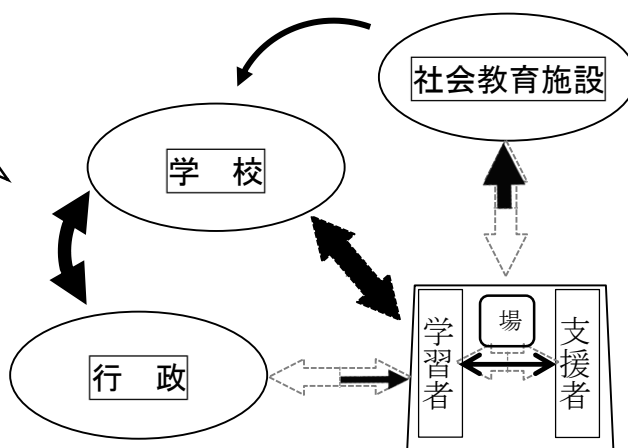 社会教育施設
学　校
行　政
学習者
場
支援者